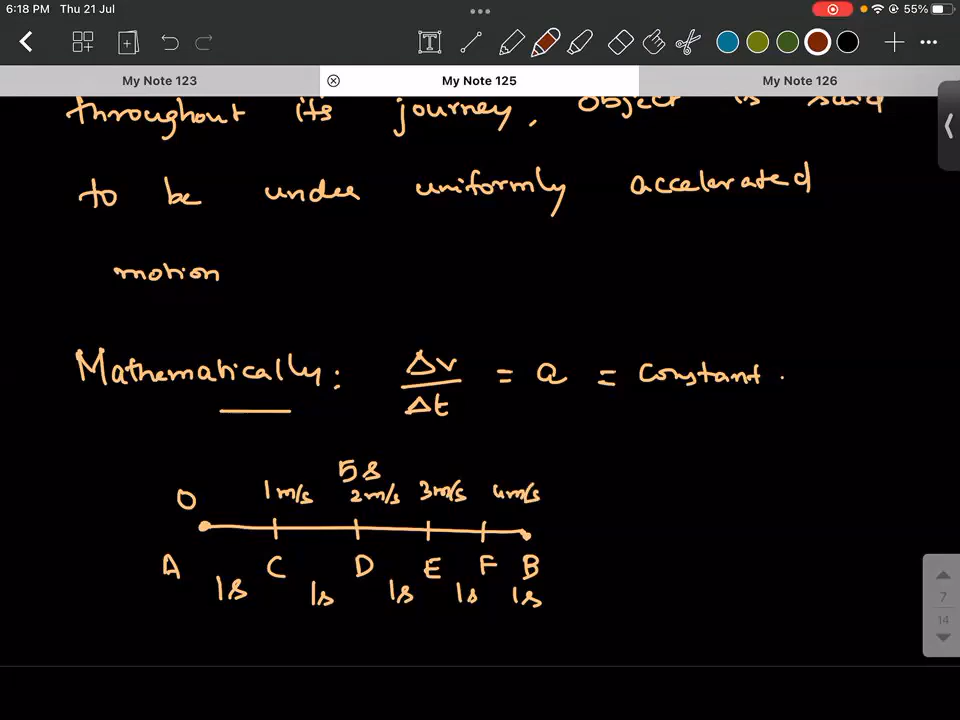 6:18 PM Thu 21 Jul
55%
My Note 123
My Note 125
My Note 126
throughout its journey, object is said
to be under uniformly accelerated
motion
Mathematically: Δv/Δt = a = constant.
5s
0 1m/s 2m/s 3m/s 4m/s
A C D E F B
1s 1s 1s 1s 1s
7
14